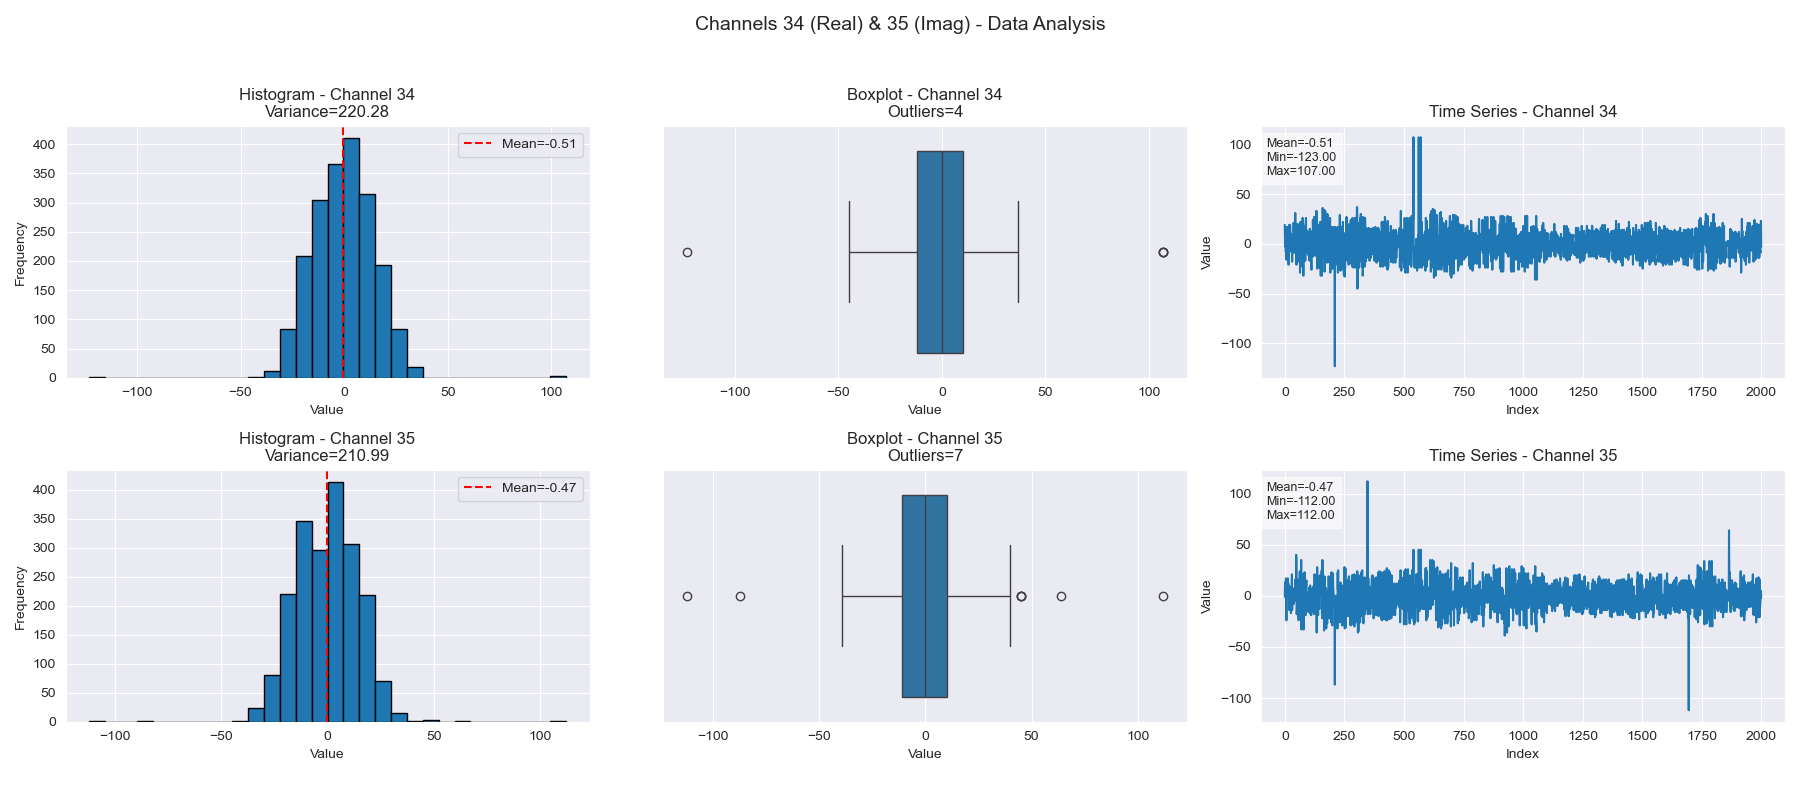 Channels 34 (Real) & 35 (Imag) - Data Analysis
Histogram - Channel 34
Variance=220.28
Mean=-0.51
Frequency
400
350
300
250
200
150
100
50
0
−100
−50
0
50
100
Value
Boxplot - Channel 34
Outliers=4
−100
−50
0
50
100
Value
Time Series - Channel 34
Mean=-0.51
Min=-123.00
Max=107.00
Value
100
50
0
−50
−100
0
250
500
750
1000
1250
1500
1750
2000
Index
Histogram - Channel 35
Variance=210.99
Mean=-0.47
Frequency
400
350
300
250
200
150
100
50
0
−100
−50
0
50
100
Value
Boxplot - Channel 35
Outliers=7
−100
−50
0
50
100
Value
Time Series - Channel 35
Mean=-0.47
Min=-112.00
Max=112.00
Value
100
50
0
−50
−100
0
250
500
750
1000
1250
1500
1750
2000
Index